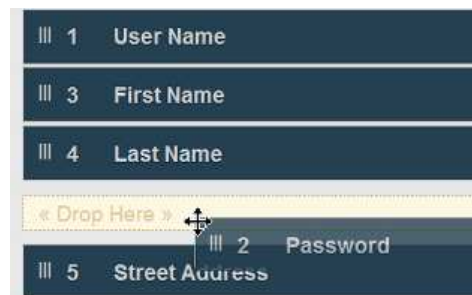 1 User Name
3 First Name
4 Last Name
« Drop Here »
2 Password
5 Street Address